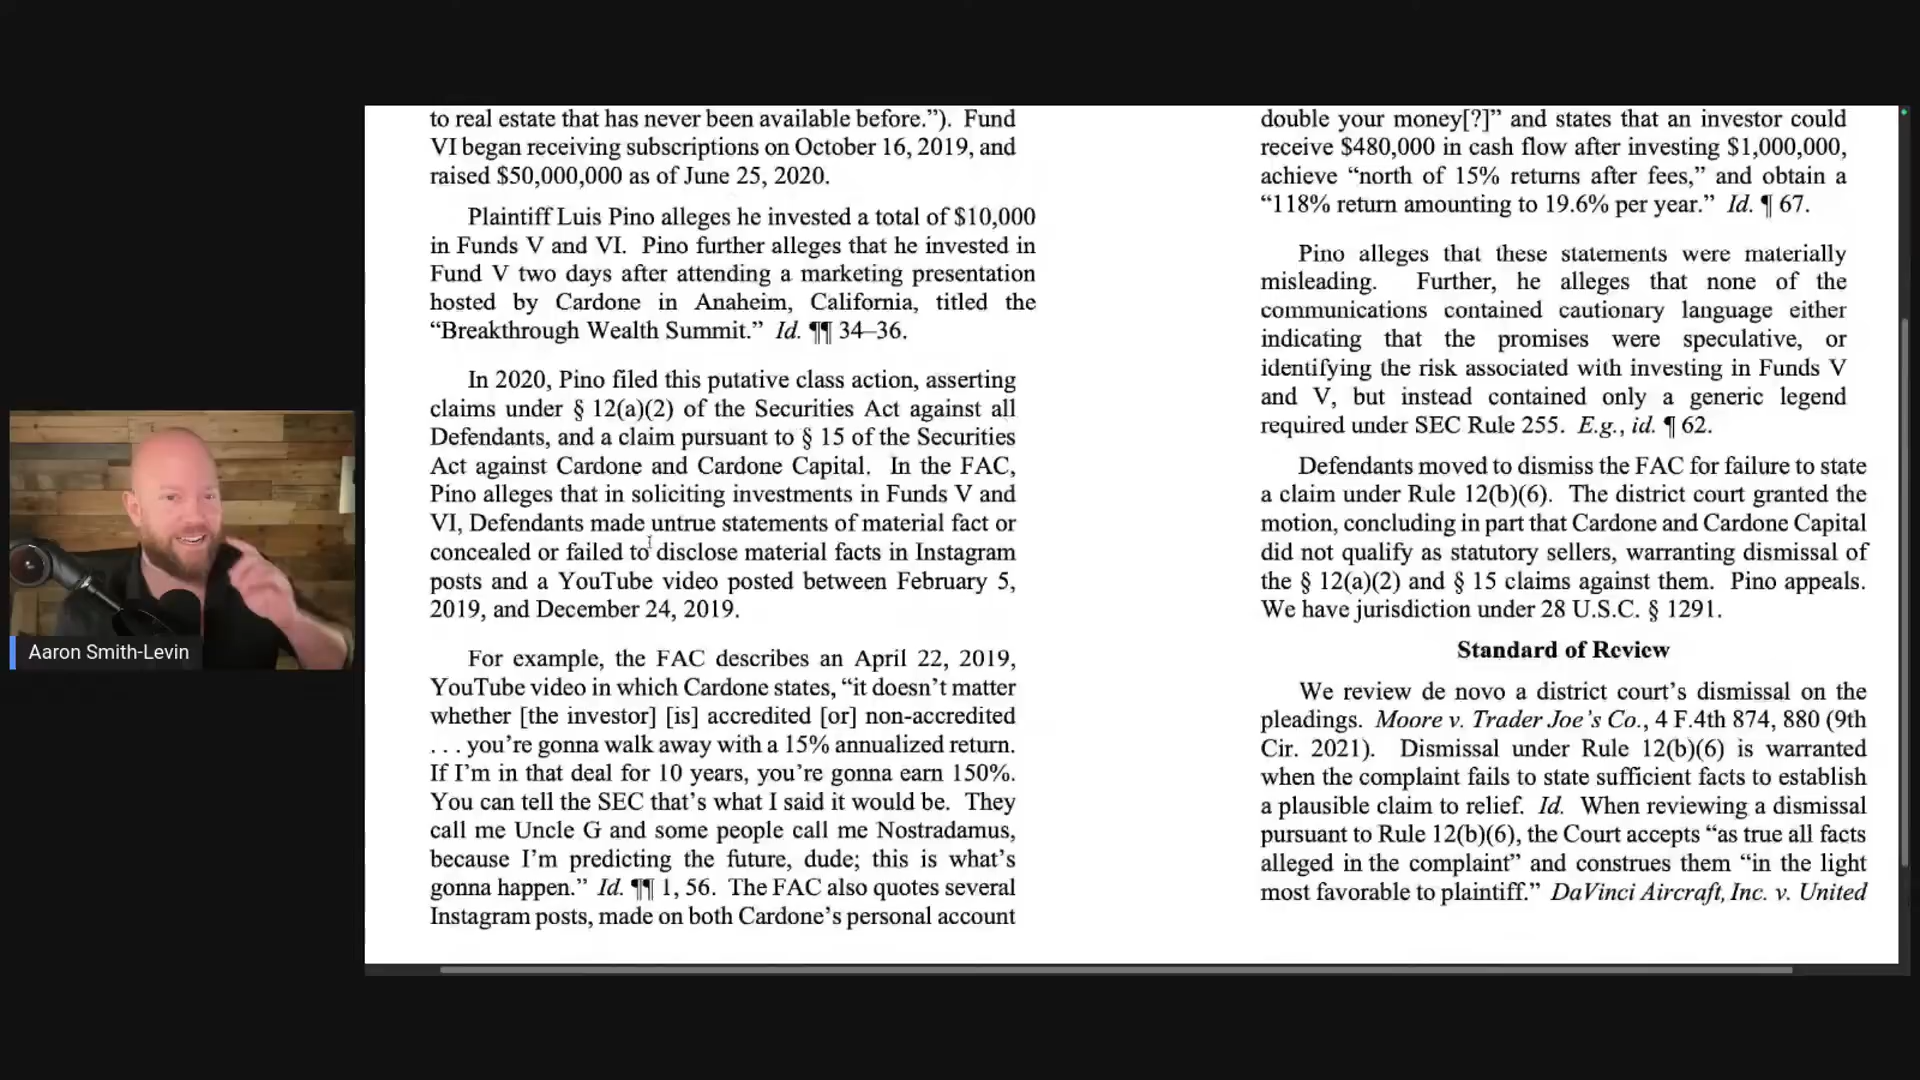 to real estate that has never been available before.”). Fund
VI began receiving subscriptions on October 16, 2019, and
raised $50,000,000 as of June 25, 2020.
Plaintiff Luis Pino alleges he invested a total of $10,000
in Funds V and VI. Pino further alleges that he invested in
Fund V two days after attending a marketing presentation
hosted by Cardone in Anaheim, California, titled the
“Breakthrough Wealth Summit.” Id. ¶¶ 34–36.
In 2020, Pino filed this putative class action, asserting
claims under § 12(a)(2) of the Securities Act against all
Defendants, and a claim pursuant to § 15 of the Securities
Act against Cardone and Cardone Capital. In the FAC,
Pino alleges that in soliciting investments in Funds V and
VI, Defendants made untrue statements of material fact or
concealed or failed to disclose material facts in Instagram
posts and a YouTube video posted between February 5,
2019, and December 24, 2019.
For example, the FAC describes an April 22, 2019,
YouTube video in which Cardone states, “it doesn’t matter
whether [the investor] [is] accredited [or] non-accredited
. . . you’re gonna walk away with a 15% annualized return.
If I’m in that deal for 10 years, you’re gonna earn 150%.
You can tell the SEC that’s what I said it would be. They
call me Uncle G and some people call me Nostradamus,
because I’m predicting the future, dude; this is what’s
gonna happen.” Id. ¶¶ 1, 56. The FAC also quotes several
Instagram posts, made on both Cardone’s personal account
double your money[?]” and states that an investor could
receive $480,000 in cash flow after investing $1,000,000,
achieve “north of 15% returns after fees,” and obtain a
“118% return amounting to 19.6% per year.” Id. ¶ 67.
Pino alleges that these statements were materially
misleading. Further, he alleges that none of the
communications contained cautionary language either
indicating that the promises were speculative, or
identifying the risk associated with investing in Funds V
and V, but instead contained only a generic legend
required under SEC Rule 255. E.g., id. ¶ 62.
Defendants moved to dismiss the FAC for failure to state
a claim under Rule 12(b)(6). The district court granted the
motion, concluding in part that Cardone and Cardone Capital
did not qualify as statutory sellers, warranting dismissal of
the § 12(a)(2) and § 15 claims against them. Pino appeals.
We have jurisdiction under 28 U.S.C. § 1291.
Standard of Review
We review de novo a district court’s dismissal on the
pleadings. Moore v. Trader Joe’s Co., 4 F.4th 874, 880 (9th
Cir. 2021). Dismissal under Rule 12(b)(6) is warranted
when the complaint fails to state sufficient facts to establish
a plausible claim to relief. Id. When reviewing a dismissal
pursuant to Rule 12(b)(6), the Court accepts “as true all facts
alleged in the complaint” and construes them “in the light
most favorable to plaintiff.” DaVinci Aircraft, Inc. v. United
Aaron Smith-Levin